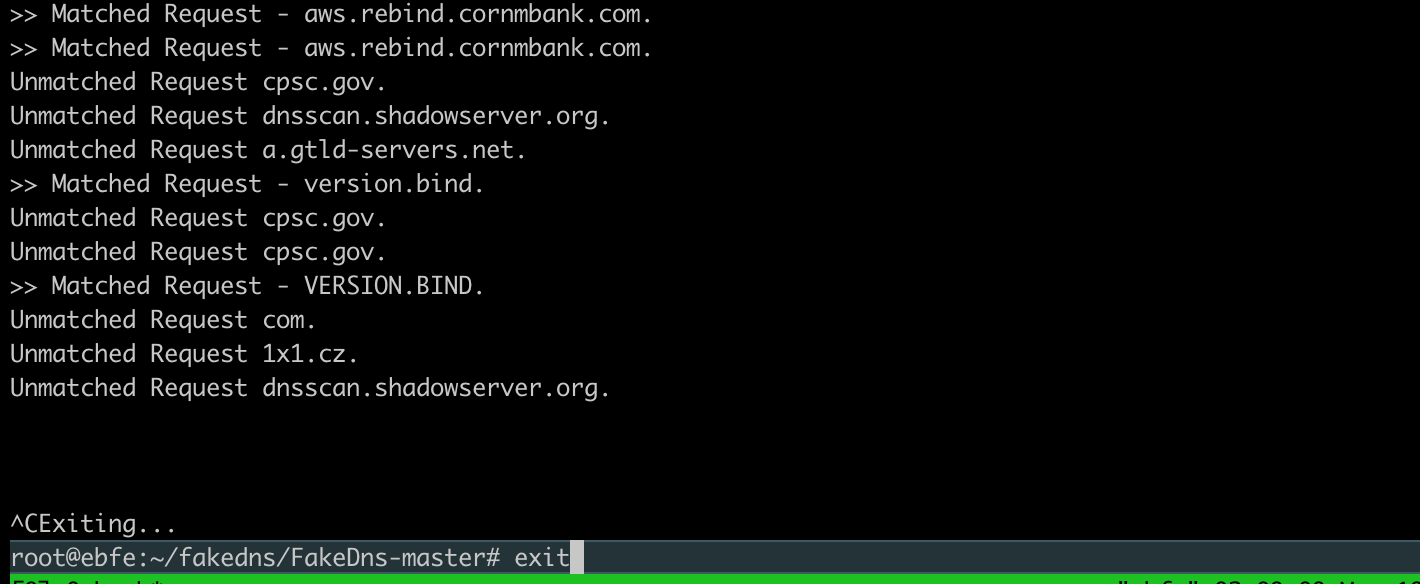 >> Matched Request - aws.rebind.cornmbank.com.
>> Matched Request - aws.rebind.cornmbank.com.
Unmatched Request cpsc.gov.
Unmatched Request dnsscan.shadowserver.org.
Unmatched Request a.gtld-servers.net.
>> Matched Request - version.bind.
Unmatched Request cpsc.gov.
Unmatched Request cpsc.gov.
>> Matched Request - VERSION.BIND.
Unmatched Request com.
Unmatched Request 1x1.cz.
Unmatched Request dnsscan.shadowserver.org.
^CExiting...
root@ebfe:~/fakedns/FakeDns-master# exit